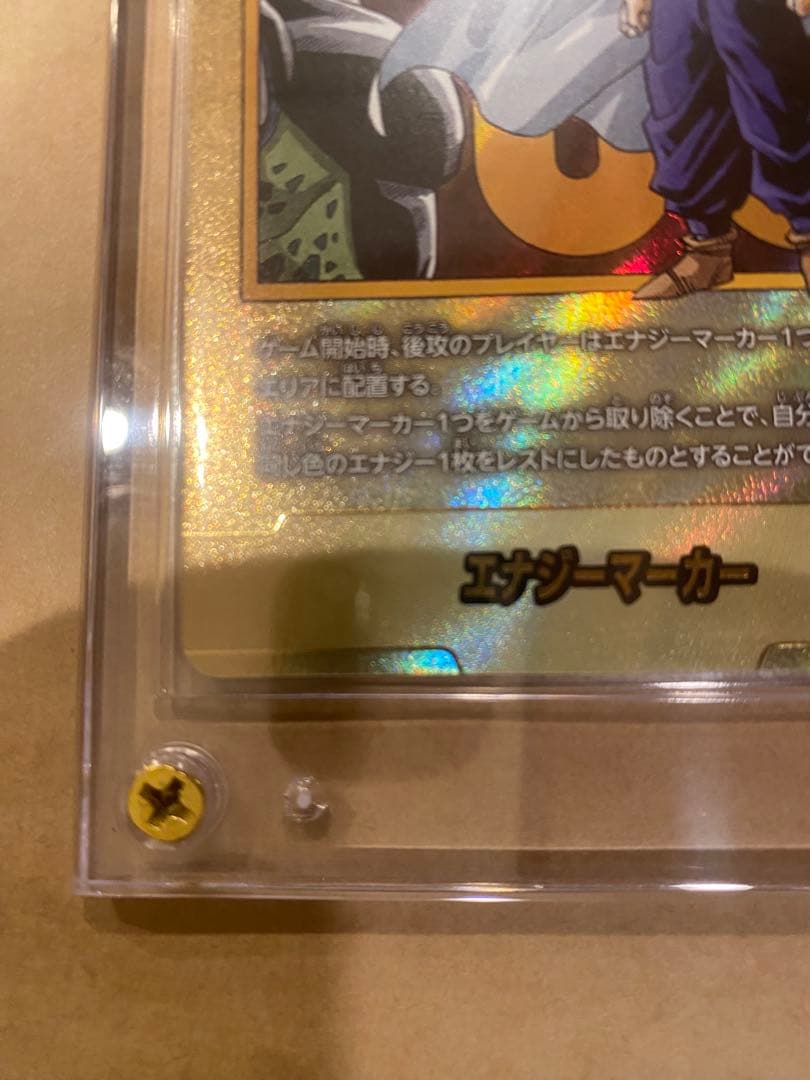 ゲーム開始時、後攻のプレイヤーはエナジーマーカー1つ
エリアに配置する。
エナジーマーカー1つをゲームから取り除くことで、自分
同じ色のエナジー1枚をレストにしたものとすることがで
エナジーマーカー